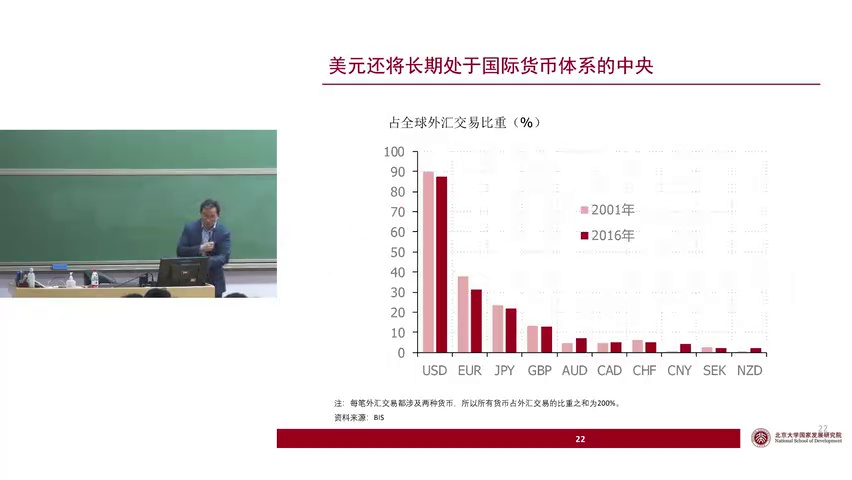 美元还将长期处于国际货币体系的中央
占全球外汇交易比重（%）
100
90
80
70
60
50
40
30
20
10
0
2001年
2016年
USD EUR JPY GBP AUD CAD CHF CNY SEK NZD
注：每笔外汇交易都涉及两种货币，所以所有货币占外汇交易的比重之和为200%。
资料来源：BIS
22
22
北京大学国家发展研究院
National School of Development